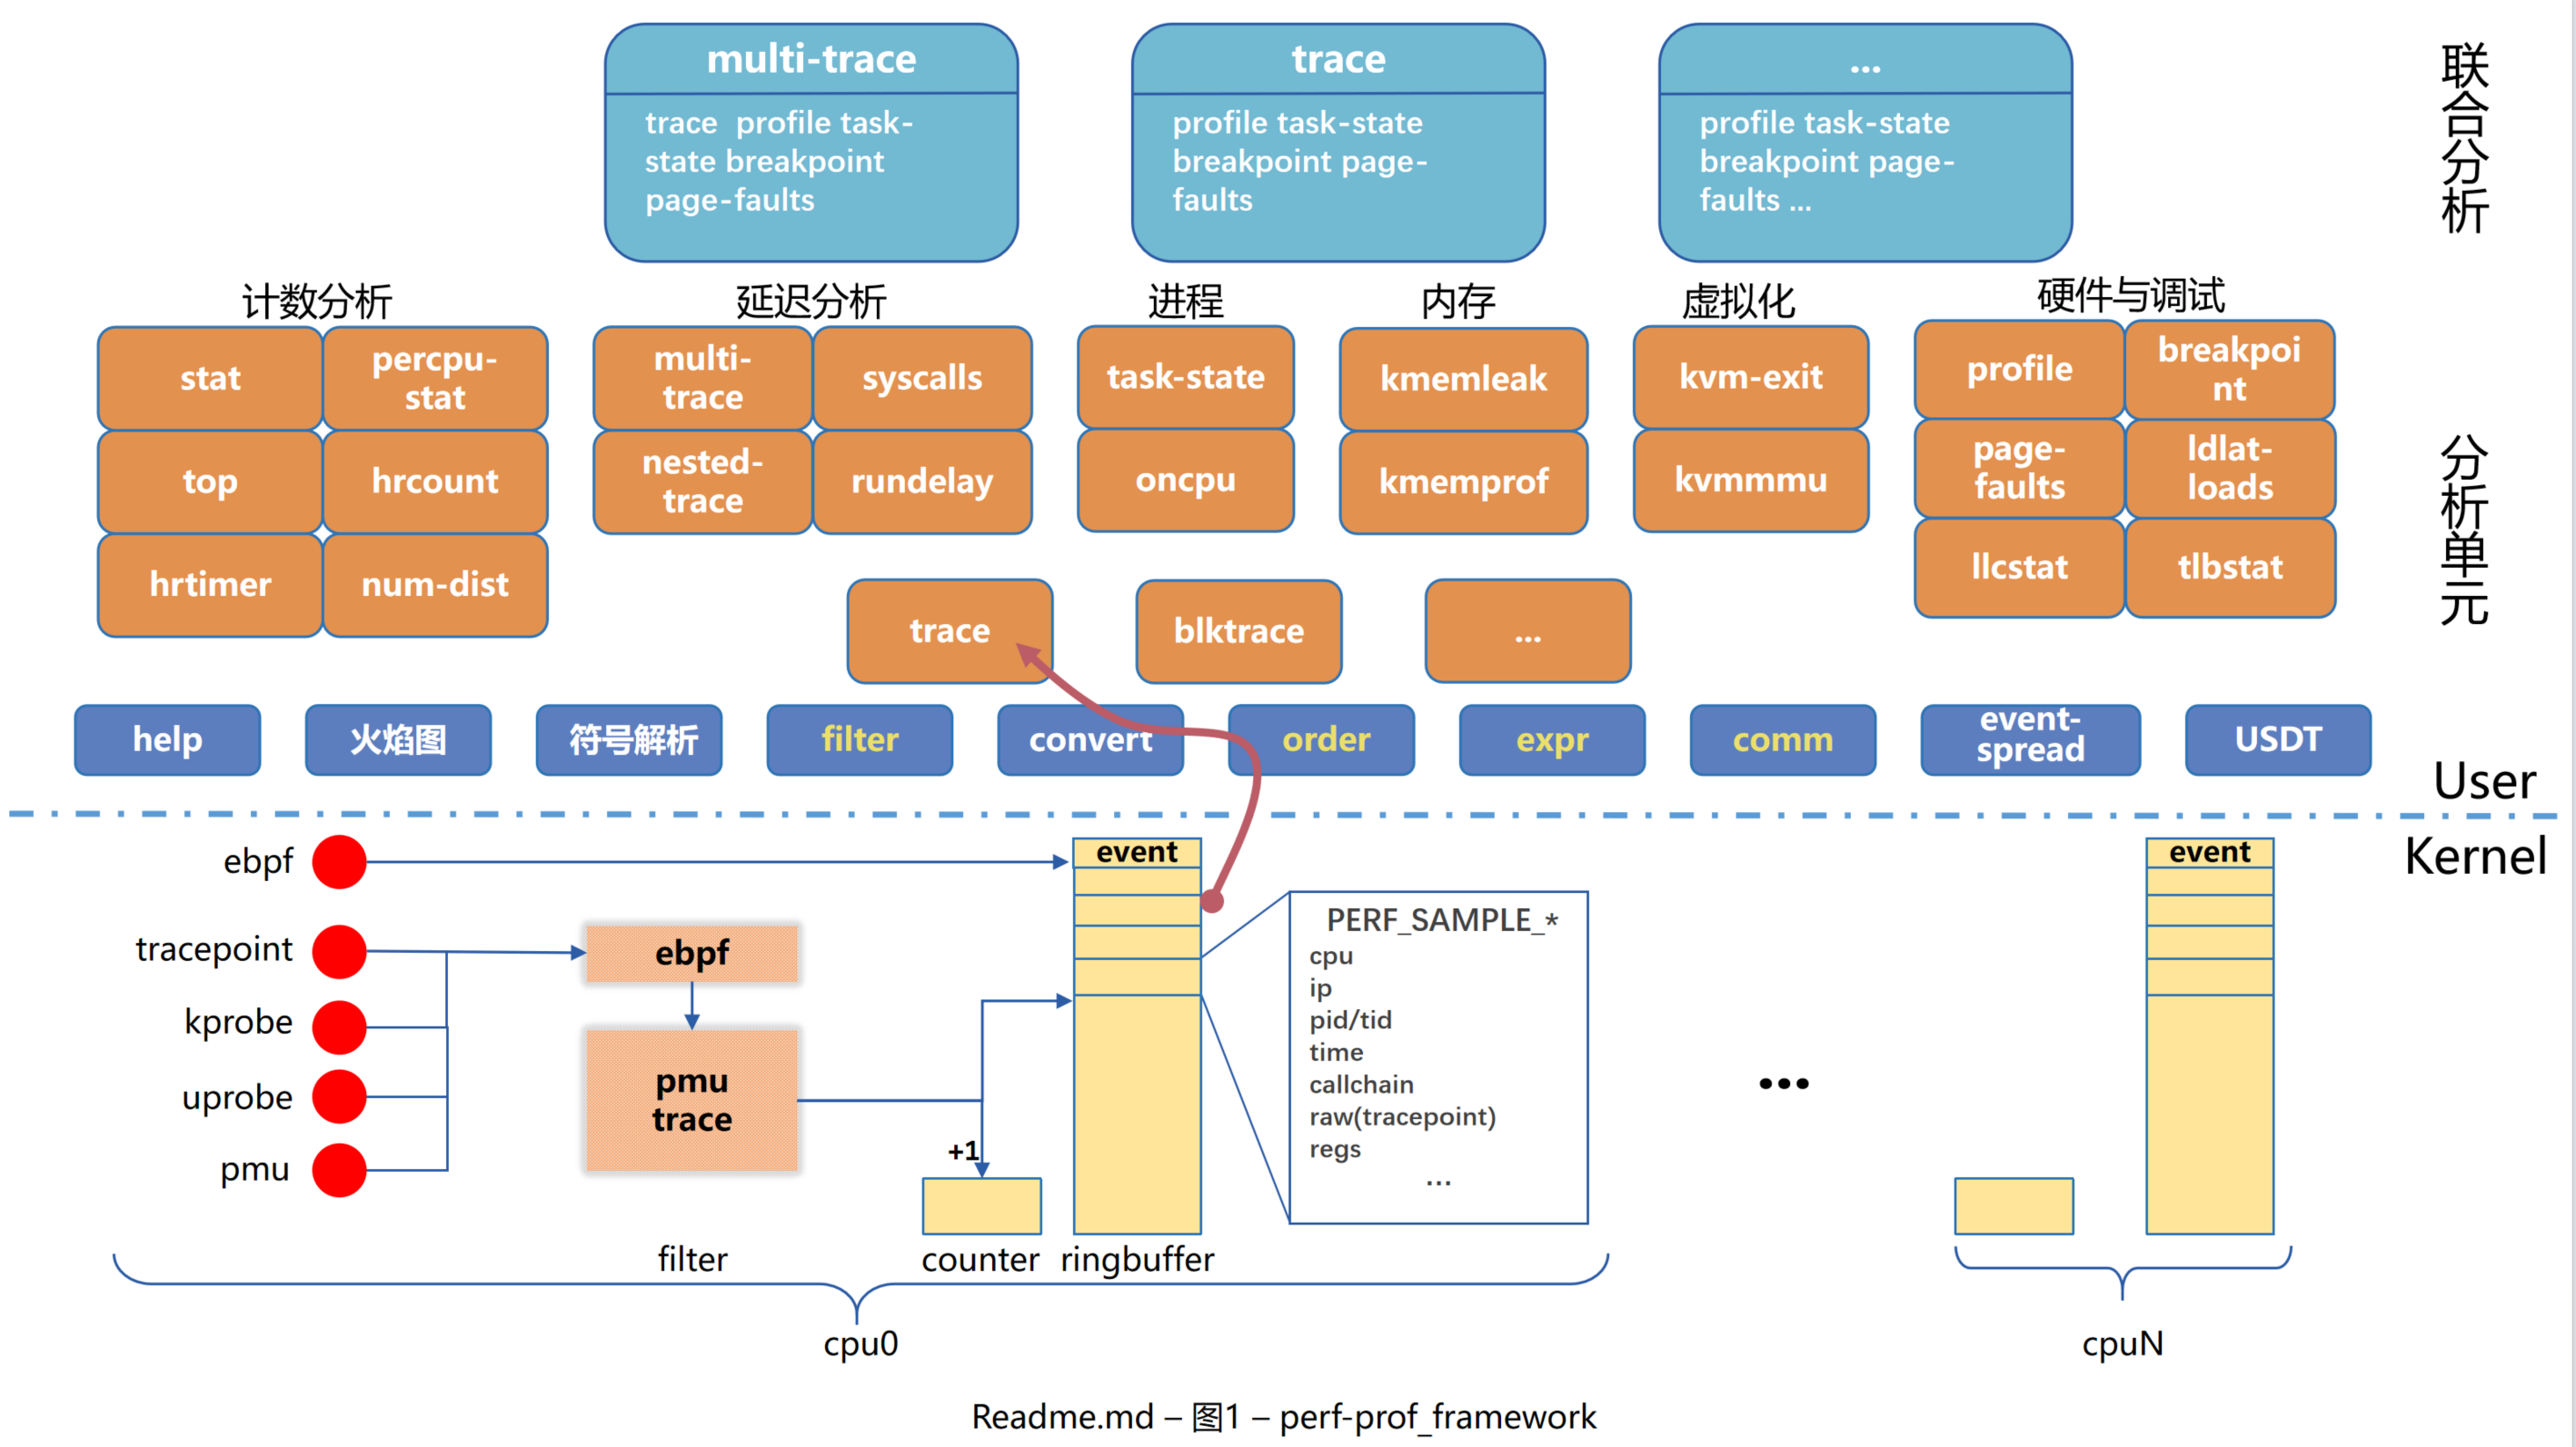 multi-trace
trace profile task-
state breakpoint
page-faults
trace
profile task-state
breakpoint page-
faults
...
profile task-state
breakpoint page-
faults ...
联合分析
计数分析
stat
percpu-
stat
top
hrcount
hrtimer
num-dist
延迟分析
multi-
trace
syscalls
nested-
trace
rundelay
进程
task-state
oncpu
内存
kmemleak
kmemprof
虚拟化
kvm-exit
kvmmmu
硬件与调试
profile
breakpoi
nt
page-
faults
ldlat-
loads
llcstat
tlbstat
分析单元
trace
blktrace
...
help
火焰图
符号解析
filter
convert
order
expr
comm
event-
spread
USDT
User
Kernel
ebpf
tracepoint
kprobe
uprobe
pmu
ebpf
pmu
trace
filter
+1
counter
event
ringbuffer
PERF_SAMPLE_*
cpu
ip
pid/tid
time
callchain
raw(tracepoint)
regs
...
cpu0
...
event
cpuN
Readme.md – 图1 – perf-prof_framework